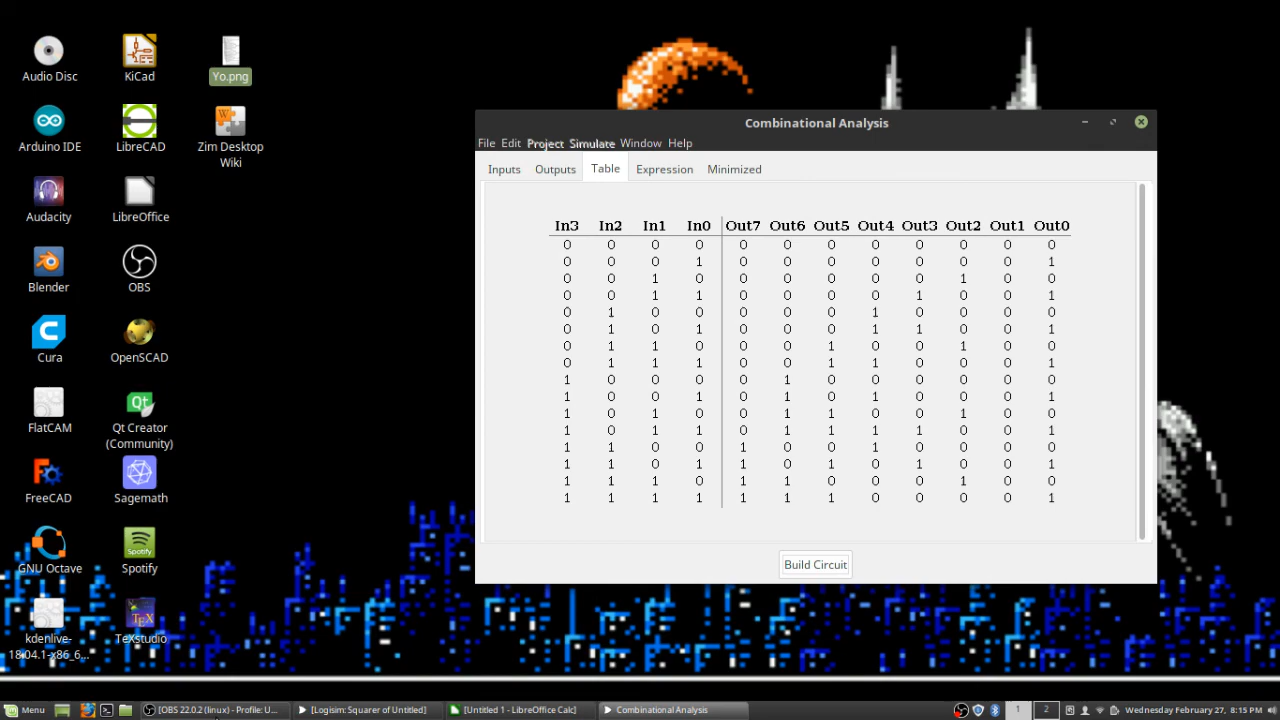 Audio Disc
KiCad
Yo.png
Arduino IDE
LibreCAD
Zim Desktop
Wiki
Audacity
LibreOffice
Blender
OBS
Cura
OpenSCAD
FlatCAM
Qt Creator
(Community)
FreeCAD
Sagemath
GNU Octave
Spotify
Spotify
kdenlive-
18.04.1-x86_6...
TEX
TeXstudio
Combinational Analysis
File Edit Project Simulate Window Help
Inputs Outputs Table Expression Minimized
In3 In2 In1 In0 Out7 Out6 Out5 Out4 Out3 Out2 Out1 Out0
0 0 0 0 0 0 0 0 0 0 0 0
0 0 0 1 0 0 0 0 0 0 0 1
0 0 1 0 0 0 0 0 0 1 0 0
0 0 1 1 0 0 0 0 1 0 0 1
0 1 0 0 0 0 0 1 0 0 0 0
0 1 0 1 0 0 0 1 1 0 0 1
0 1 1 0 0 0 1 0 0 1 0 0
0 1 1 1 0 0 1 1 0 0 0 1
1 0 0 0 0 1 0 0 0 0 0 0
1 0 0 1 0 1 0 1 0 0 0 1
1 0 1 0 0 1 1 0 0 1 0 0
1 0 1 1 0 1 1 1 1 0 0 1
1 1 0 0 1 0 0 1 0 0 0 0
1 1 0 1 1 0 1 0 1 0 0 1
1 1 1 0 1 1 0 0 0 1 0 0
1 1 1 1 1 1 1 0 0 0 0 1
Build Circuit
Menu [OBS 22.0.2 (linux) - Profile: U... [Logisim: Squarer of Untitled] [Untitled 1 - LibreOffice Calc] Combinational Analysis 1 2 Wednesday February 27, 8:15 PM